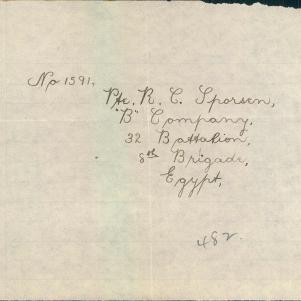 No 1591.
Pte. R. C. Sporsen,
"B" Company,
32 Battalion,
8th Brigade,
Egypt,
482.